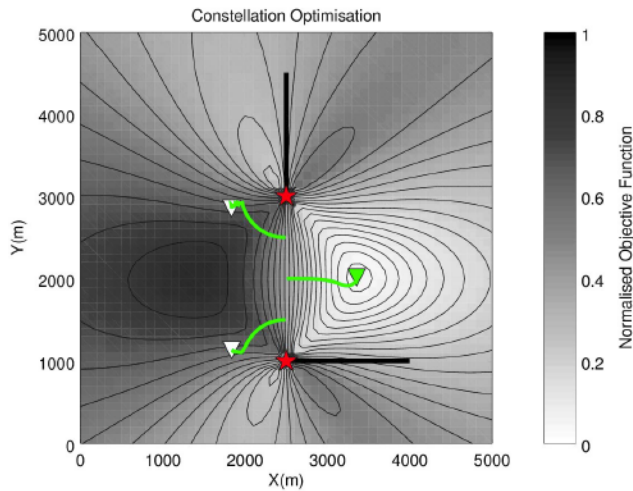 Constellation Optimisation
5000
4000
3000
2000
1000
0
Y(m)
0 1000 2000 3000 4000 5000
X(m)
1
0.8
0.6
0.4
0.2
0
Normalised Objective Function